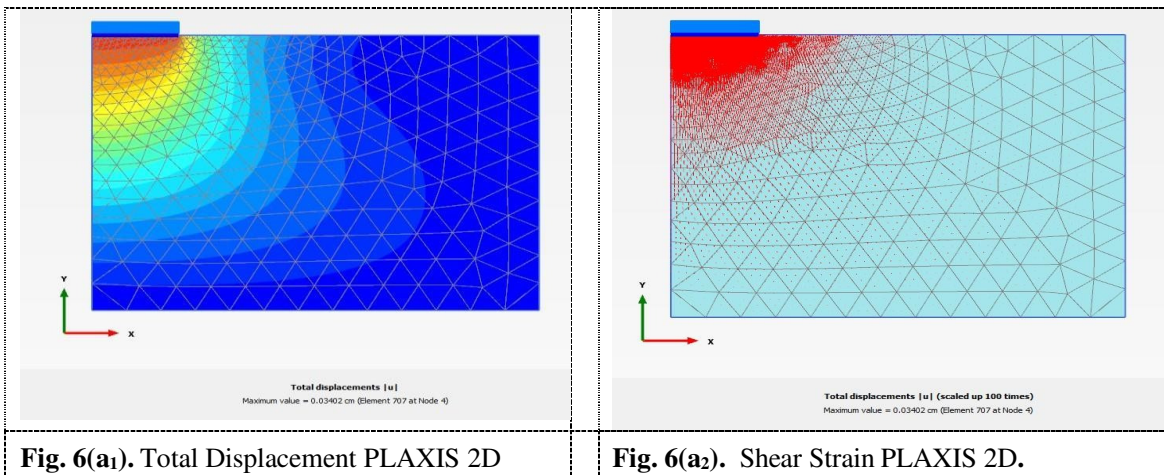 Y
X
Total displacements |u|
Maximum value = 0.03402 cm (Element 707 at Node 4)
Fig. 6(a₁). Total Displacement PLAXIS 2D
Y
X
Total displacements |u| (scaled up 100 times)
Maximum value = 0.03402 cm (Element 707 at Node 4)
Fig. 6(a₂). Shear Strain PLAXIS 2D.